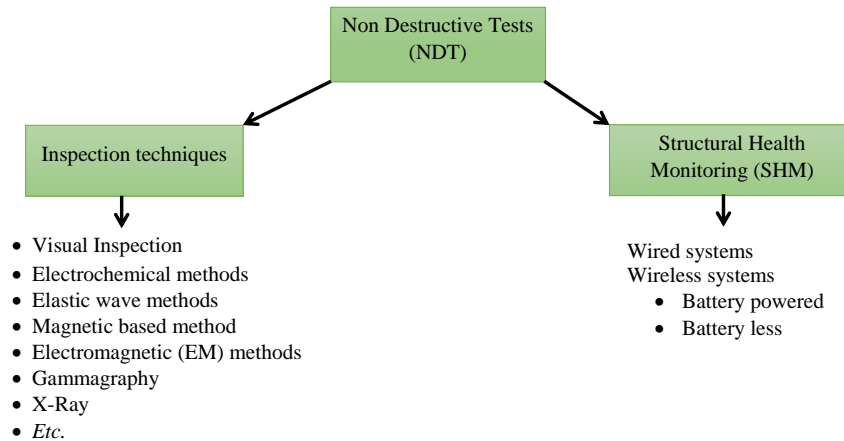 Non Destructive Tests
(NDT)
Inspection techniques
Structural Health
Monitoring (SHM)
• Visual Inspection
• Electrochemical methods
• Elastic wave methods
• Magnetic based method
• Electromagnetic (EM) methods
• Gammagraphy
• X-Ray
• Etc.
Wired systems
Wireless systems
• Battery powered
• Battery less